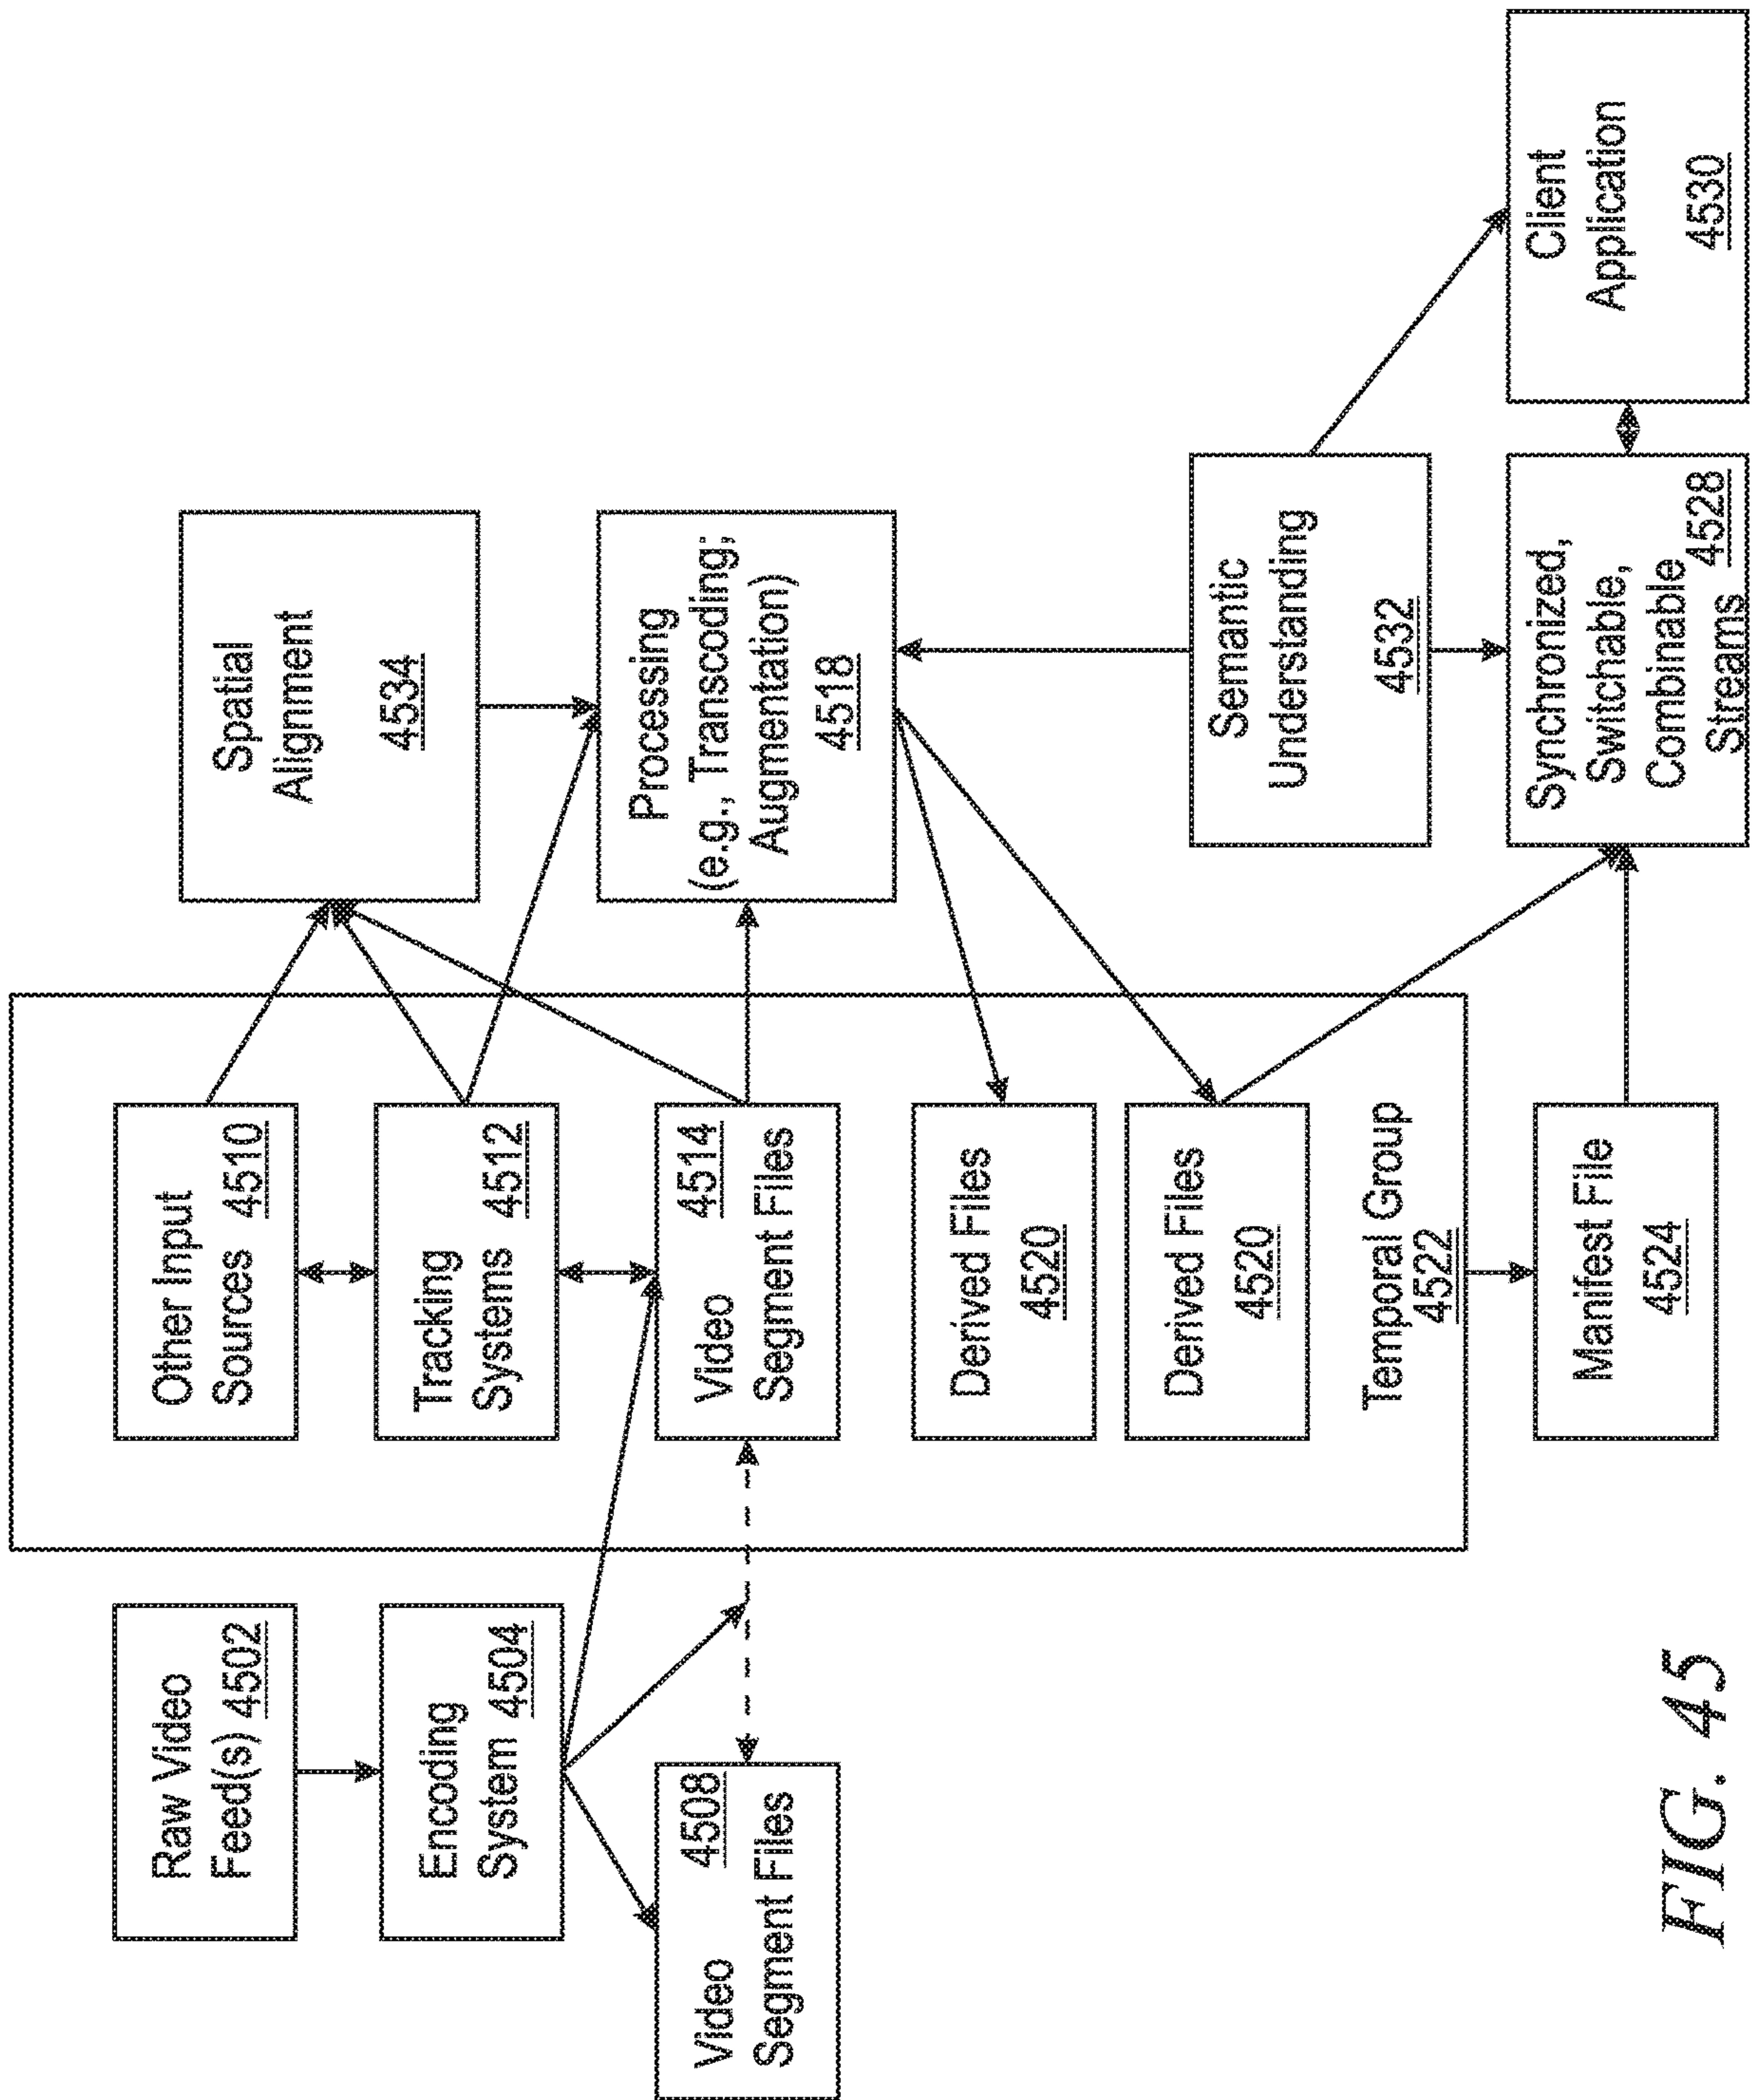 Raw Video
Feed(s) 4502
Encoding
System 4504
Video 4508
Segment Files
Other Input
Sources 4510
Tracking
Systems 4512
Video 4514
Segment Files
Derived Files
4520
Derived Files
4520
Temporal Group
4522
Manifest File
4524
Spatial
Alignment
4534
Processing
(e.g., Transcoding;
Augmentation)
4518
Semantic
Understanding
4532
Synchronized,
Switchable,
Combinable
Streams 4528
Client
Application
4530
FIG. 45